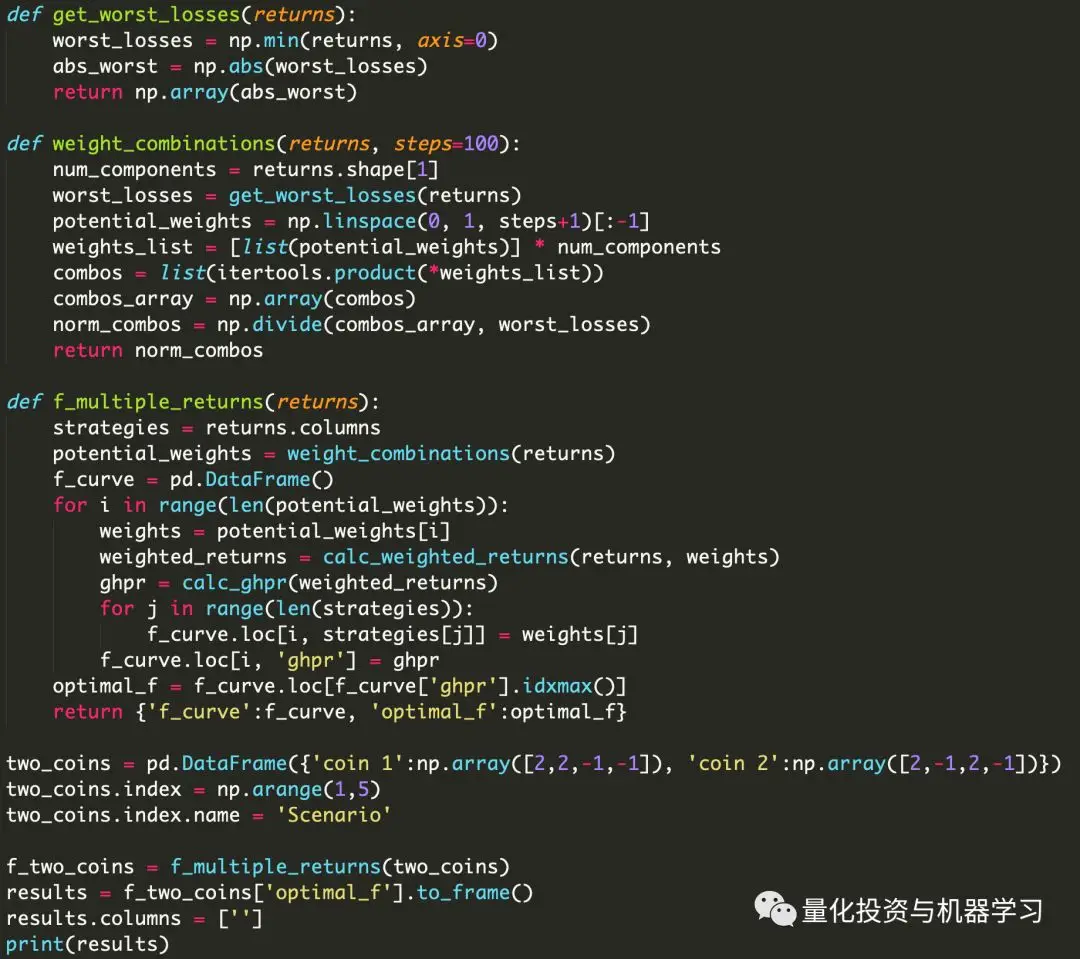 def get_worst_losses(returns):
    worst_losses = np.min(returns, axis=0)
    abs_worst = np.abs(worst_losses)
    return np.array(abs_worst)

def weight_combinations(returns, steps=100):
    num_components = returns.shape[1]
    worst_losses = get_worst_losses(returns)
    potential_weights = np.linspace(0, 1, steps+1)[:-1]
    weights_list = [list(potential_weights)] * num_components
    combos = list(itertools.product(*weights_list))
    combos_array = np.array(combos)
    norm_combos = np.divide(combos_array, worst_losses)
    return norm_combos

def f_multiple_returns(returns):
    strategies = returns.columns
    potential_weights = weight_combinations(returns)
    f_curve = pd.DataFrame()
    for i in range(len(potential_weights)):
        weights = potential_weights[i]
        weighted_returns = calc_weighted_returns(returns, weights)
        ghpr = calc_ghpr(weighted_returns)
        for j in range(len(strategies)):
            f_curve.loc[i, strategies[j]] = weights[j]
        f_curve.loc[i, 'ghpr'] = ghpr
    optimal_f = f_curve.loc[f_curve['ghpr'].idxmax()]
    return {'f_curve':f_curve, 'optimal_f':optimal_f}

two_coins = pd.DataFrame({'coin 1':np.array([2,2,-1,-1]), 'coin 2':np.array([2,-1,2,-1])})
two_coins.index = np.arange(1,5)
two_coins.index.name = 'Scenario'

f_two_coins = f_multiple_returns(two_coins)
results = f_two_coins['optimal_f'].to_frame()
results.columns = ['']
print(results)
量化投资与机器学习